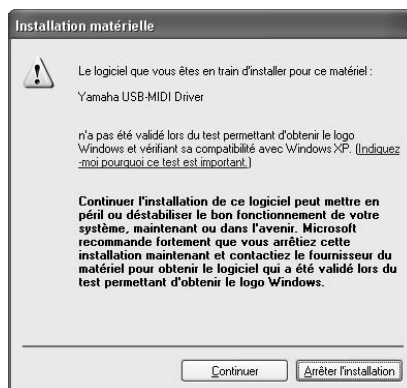 Installation matérielle
Le logiciel que vous êtes en train d'installer pour ce matériel :
Yamaha USB-MIDI Driver
n'a pas été validé lors du test permettant d'obtenir le logo
Windows et vérifiant sa compatibilité avec Windows XP. (Indiquez
-moi pourquoi ce test est important.)
Continuer l'installation de ce logiciel peut mettre en
péril ou déstabiliser le bon fonctionnement de votre
système, maintenant ou dans l'avenir. Microsoft
recommande fortement que vous arrêtiez cette
installation maintenant et contactiez le fournisseur du
matériel pour obtenir le logiciel qui a été validé lors du
test permettant d'obtenir le logo Windows.
Continuer
Arrêter l'installation